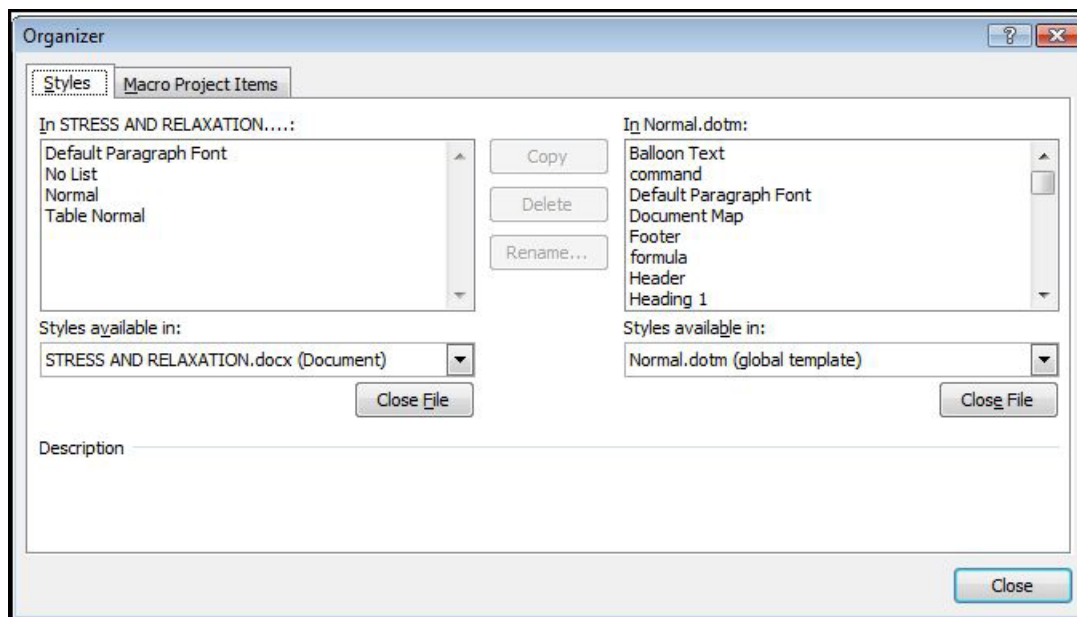 Organizer
Styles
Macro Project Items
In STRESS AND RELAXATION....:
Default Paragraph Font
No List
Normal
Table Normal
Copy
Delete
Rename...
In Normal.dotm:
Balloon Text
command
Default Paragraph Font
Document Map
Footer
formula
Header
Heading 1
Styles available in:
STRESS AND RELAXATION.docx (Document)
Close File
Styles available in:
Normal.dotm (global template)
Close File
Description
Close